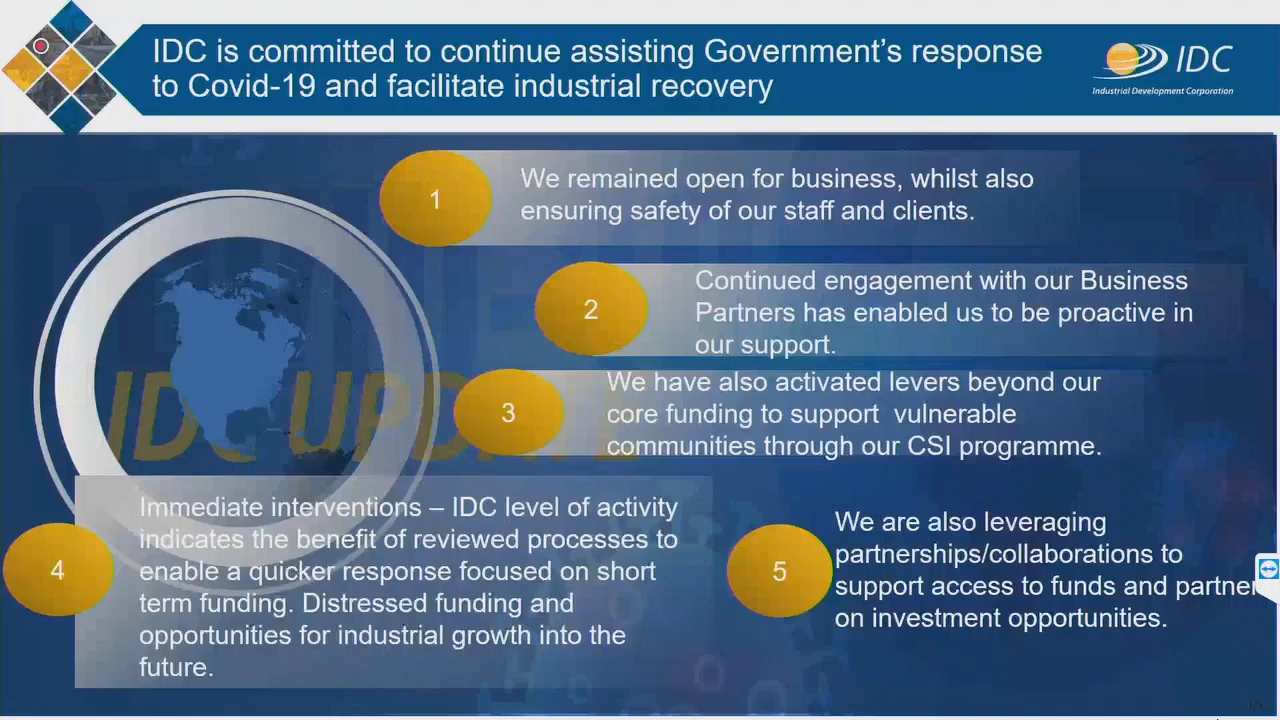 IDC is committed to continue assisting Government’s response
to Covid-19 and facilitate industrial recovery
IDC
Industrial Development Corporation
1
We remained open for business, whilst also
ensuring safety of our staff and clients.
2
Continued engagement with our Business
Partners has enabled us to be proactive in
our support.
3
We have also activated levers beyond our
core funding to support  vulnerable
communities through our CSI programme.
IDC UPDATE
4
Immediate interventions – IDC level of activity
indicates the benefit of reviewed processes to
enable a quicker response focused on short
term funding. Distressed funding and
opportunities for industrial growth into the
future.
5
We are also leveraging
partnerships/collaborations to
support access to funds and partner
on investment opportunities.